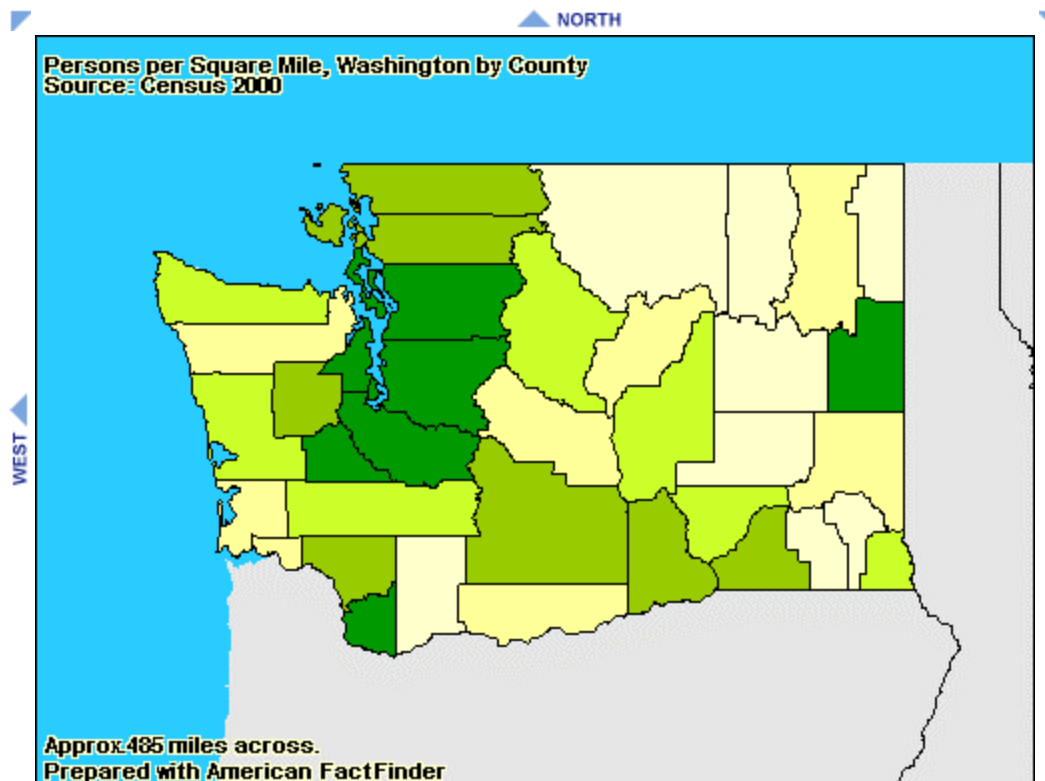 NORTH
Persons per Square Mile, Washington by County
Source: Census 2000
WEST
Approx.485 miles across.
Prepared with American FactFinder